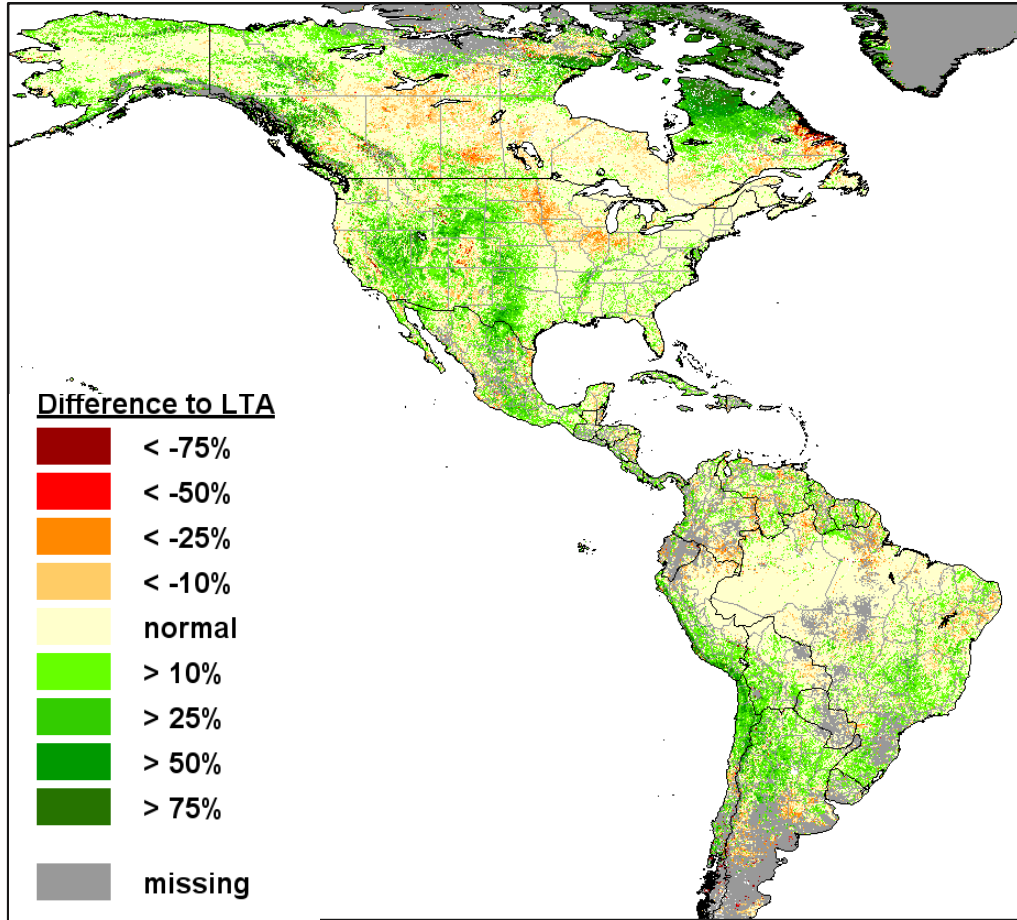 Difference to LTA
< -75%
< -50%
< -25%
< -10%
normal
> 10%
> 25%
> 50%
> 75%
missing